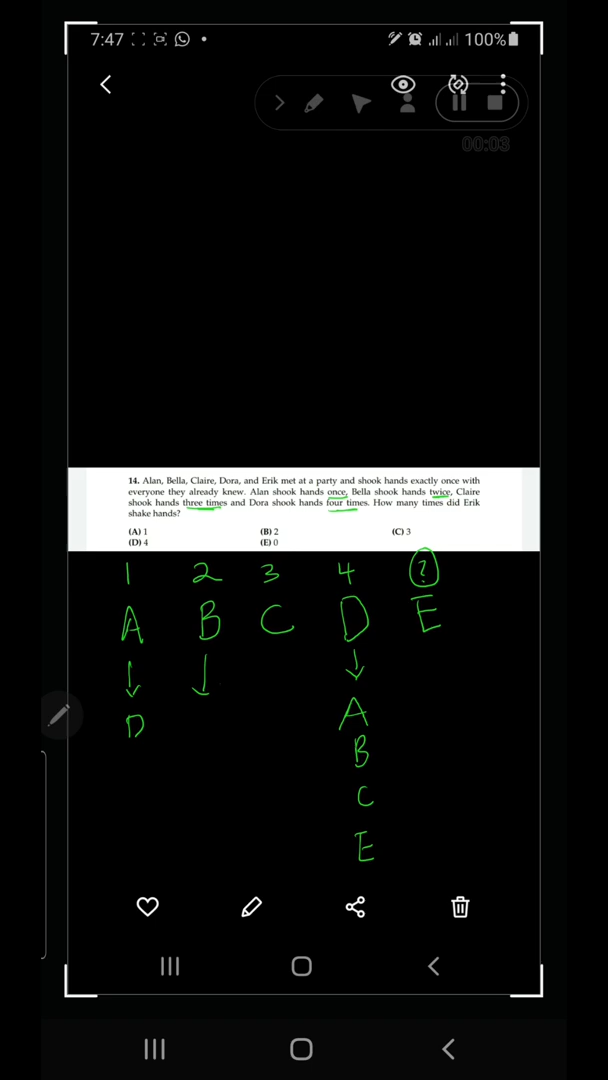 7:47
100%
00:03
14. Alan, Bella, Claire, Dora, and Erik met at a party and shook hands exactly once with
everyone they already knew. Alan shook hands once, Bella shook hands twice, Claire
shook hands three times and Dora shook hands four times. How many times did Erik
shake hands?
(A) 1 (B) 2 (C) 3
(D) 4 (E) 0
1 2 3 4 ?
A B C D E
D A
B
C
E